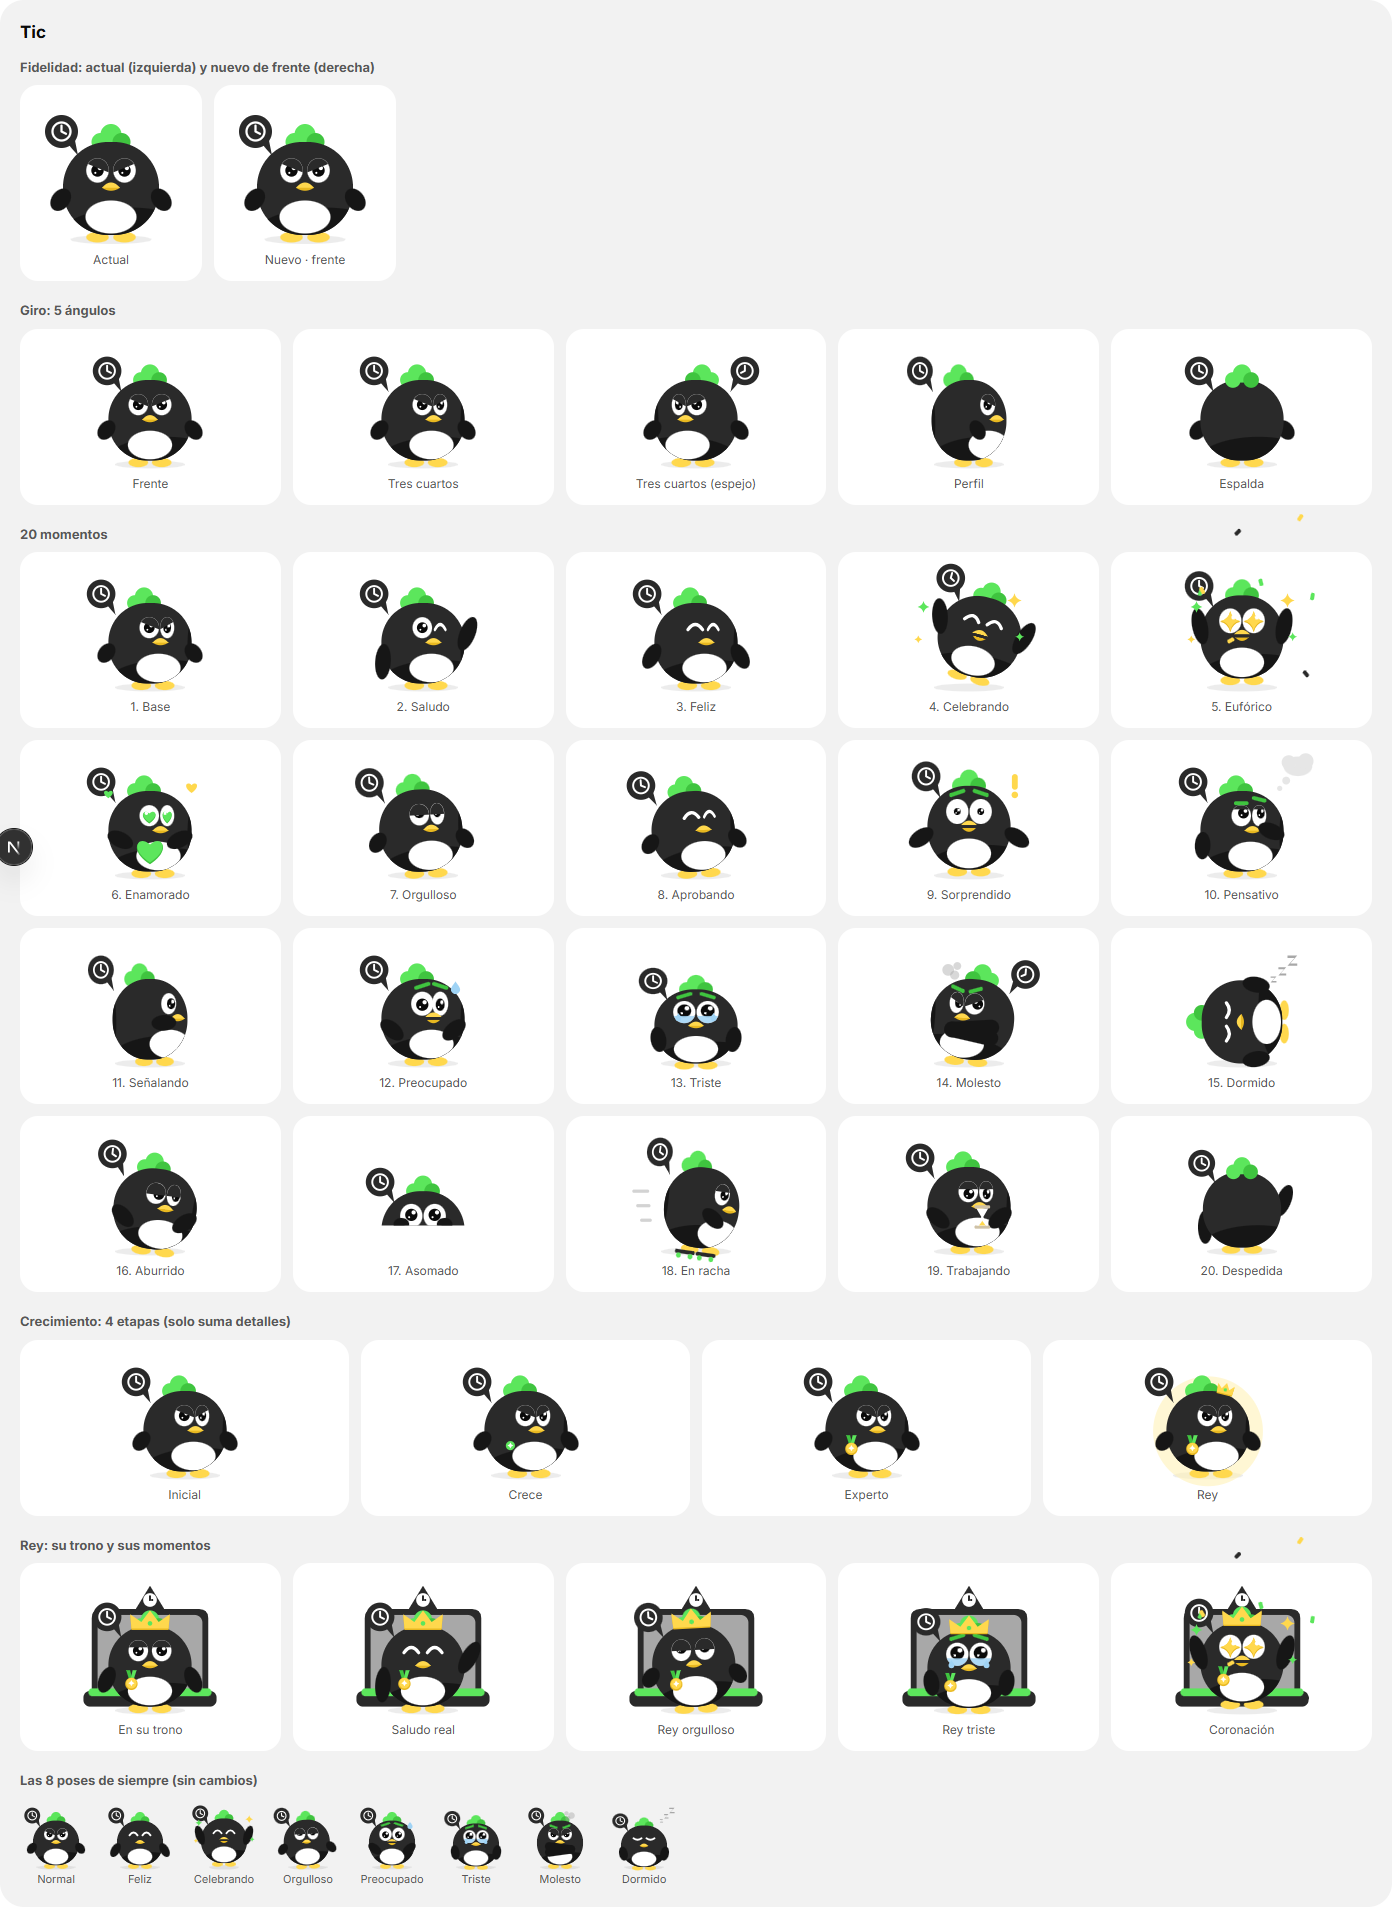 Tic
Fidelidad: actual (izquierda) y nuevo de frente (derecha)
Actual
Nuevo · frente
Giro: 5 ángulos
Frente
Tres cuartos
Tres cuartos (espejo)
Perfil
Espalda
20 momentos
1. Base
2. Saludo
3. Feliz
4. Celebrando
5. Eufórico
6. Enamorado
7. Orgulloso
8. Aprobando
9. Sorprendido
10. Pensativo
N
11. Señalando
12. Preocupado
13. Triste
14. Molesto
z z z
15. Dormido
16. Aburrido
17. Asomado
18. En racha
19. Trabajando
20. Despedida
Crecimiento: 4 etapas (solo suma detalles)
Inicial
Crece
Experto
Rey
Rey: su trono y sus momentos
En su trono
Saludo real
Rey orgulloso
Rey triste
Coronación
Las 8 poses de siempre (sin cambios)
Normal
Feliz
Celebrando
Orgulloso
Preocupado
Triste
Molesto
z z z
Dormido